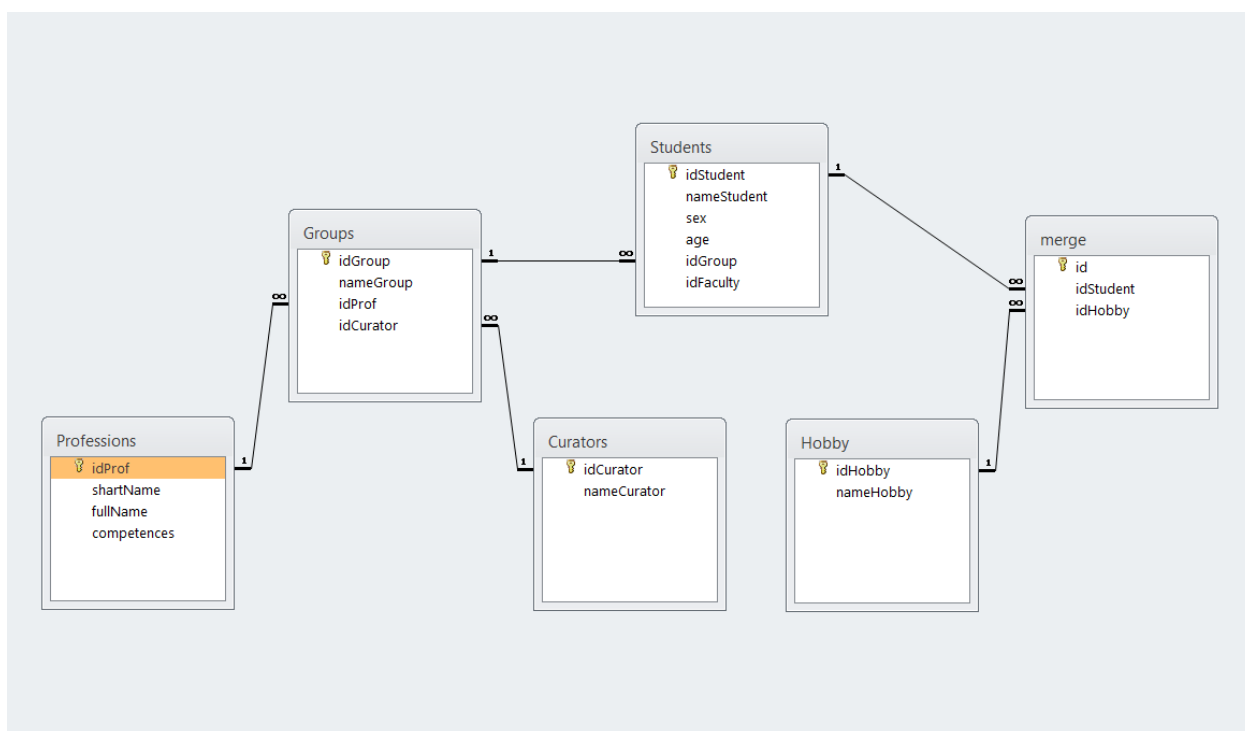 Students
idStudent
nameStudent
sex
age
idGroup
idFaculty
1
Groups
idGroup
nameGroup
idProf
idCurator
1
∞
∞
∞
merge
id
idStudent
idHobby
∞
∞
Professions
idProf
shartName
fullName
competences
1
Curators
idCurator
nameCurator
1
Hobby
idHobby
nameHobby
1